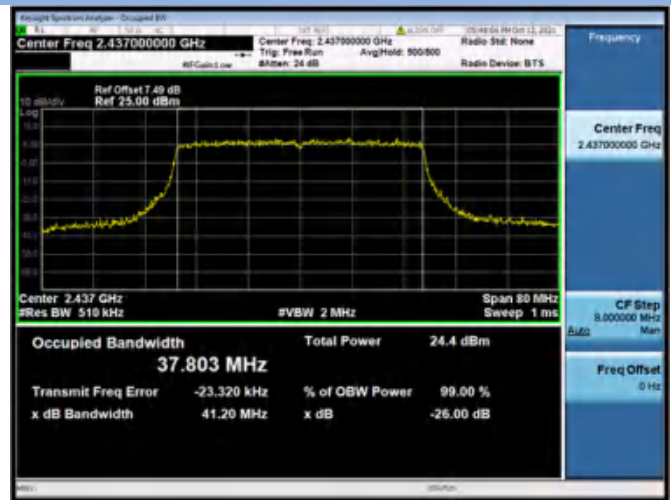 Keysight Spectrum Analyzer - Occupied BW
Center Freq 2.437000000 GHz
Center Freq: 2.437000000 GHz
Radio Std: None
Trig: Free Run
Avg|Hold: 500/500
#IFGain:Low
#Atten: 24 dB
Radio Device: BTS
Ref Offset 7.49 dB
10 dB/div
Ref 25.00 dBm
Log
Center 2.437 GHz
Span 80 MHz
#Res BW 510 kHz
#VBW 2 MHz
Sweep 1 ms
Occupied Bandwidth
Total Power
24.4 dBm
37.803 MHz
Transmit Freq Error
-23.320 kHz
% of OBW Power
99.00 %
x dB Bandwidth
41.20 MHz
x dB
-26.00 dB
Frequency
Center Freq
2.437000000 GHz
CF Step
8.000000 MHz
Auto
Man
Freq Offset
0 Hz